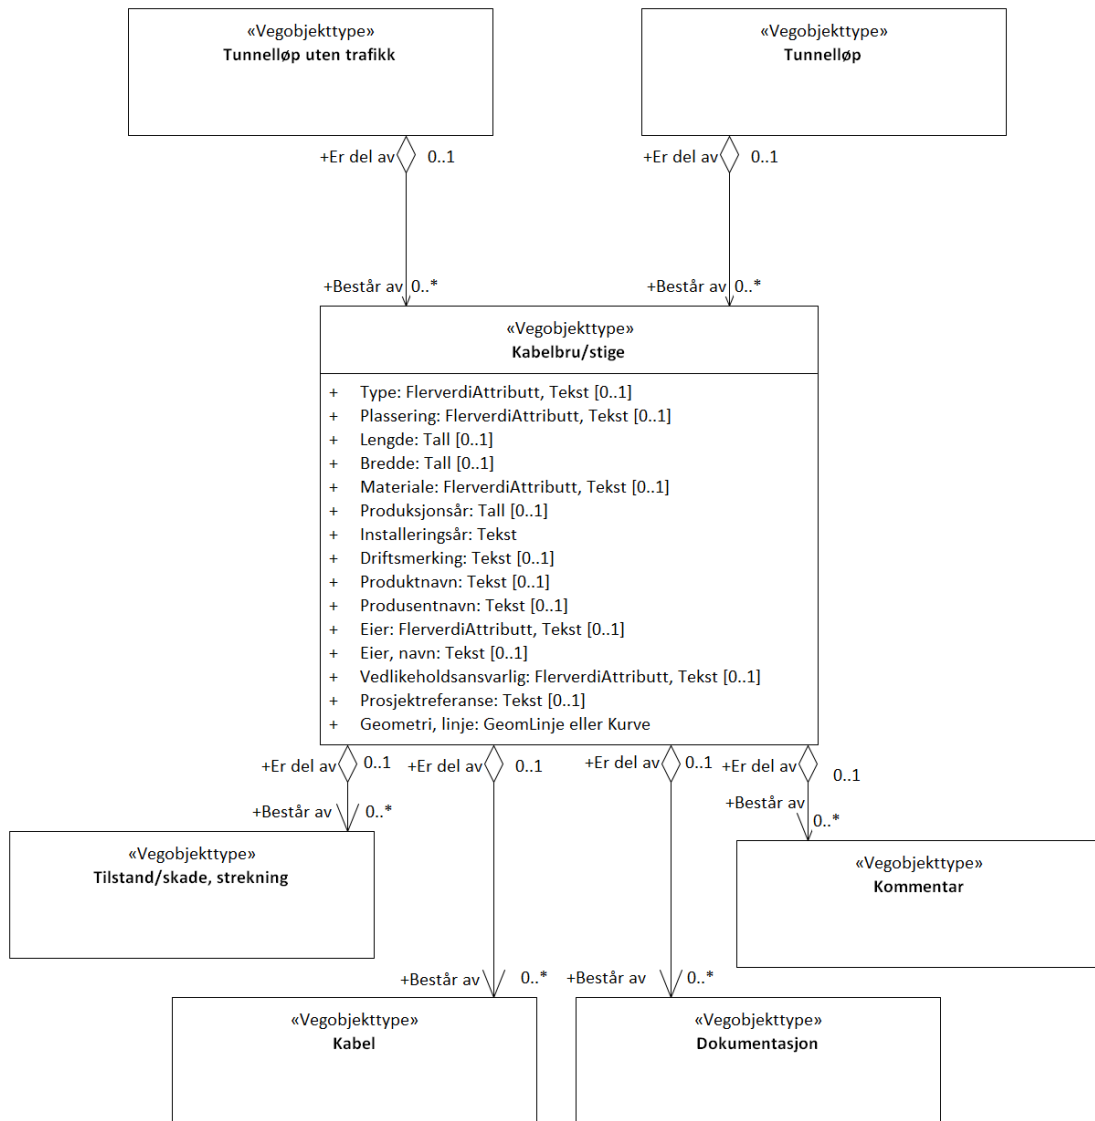 «Vegobjekttype»
Tunnelløp uten trafikk
«Vegobjekttype»
Tunnelløp
+Er del av 0..1
+Er del av 0..1
+Består av 0..*
+Består av 0..*
«Vegobjekttype»
Kabelbru/stige
+ Type: FlerverdiAttributt, Tekst [0..1]
+ Plassering: FlerverdiAttributt, Tekst [0..1]
+ Lengde: Tall [0..1]
+ Bredde: Tall [0..1]
+ Materiale: FlerverdiAttributt, Tekst [0..1]
+ Produksjonsår: Tall [0..1]
+ Installeringsår: Tekst
+ Driftsmerking: Tekst [0..1]
+ Produktnavn: Tekst [0..1]
+ Produsentnavn: Tekst [0..1]
+ Eier: FlerverdiAttributt, Tekst [0..1]
+ Eier, navn: Tekst [0..1]
+ Vedlikeholdsansvarlig: FlerverdiAttributt, Tekst [0..1]
+ Prosjektreferanse: Tekst [0..1]
+ Geometri, linje: GeomLinje eller Kurve
+Er del av 0..1
+Er del av 0..1
+Er del av 0..1
+Er del av 0..1
+Består av 0..*
+Består av 0..*
«Vegobjekttype»
Tilstand/skade, strekning
«Vegobjekttype»
Kommentar
+Består av 0..*
+Består av 0..*
«Vegobjekttype»
Kabel
«Vegobjekttype»
Dokumentasjon